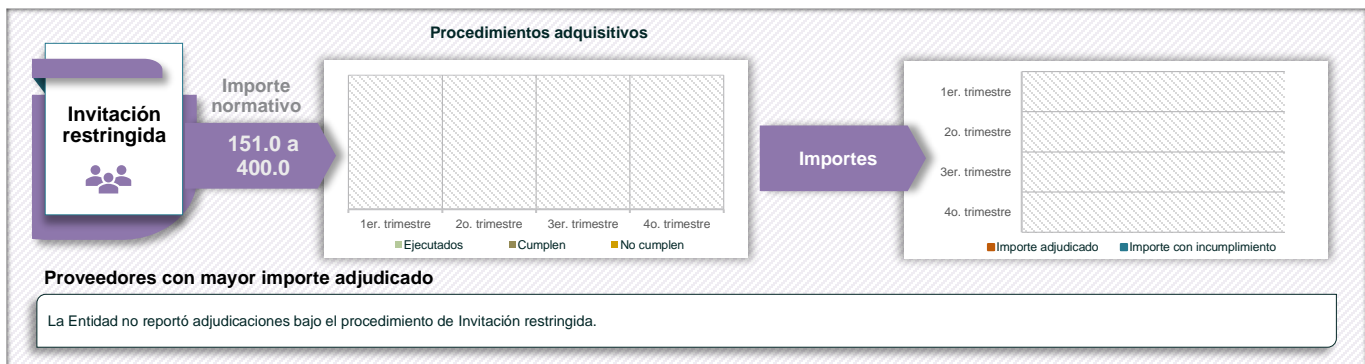 Procedimientos adquisitivos
Invitación
restringida
Importe
normativo
151.0 a
400.0
1er. trimestre 2o. trimestre 3er. trimestre 4o. trimestre
Ejecutados Cumplen No cumplen
Importes
1er. trimestre
2o. trimestre
3er. trimestre
4o. trimestre
Importe adjudicado Importe con incumplimiento
Proveedores con mayor importe adjudicado
La Entidad no reportó adjudicaciones bajo el procedimiento de Invitación restringida.